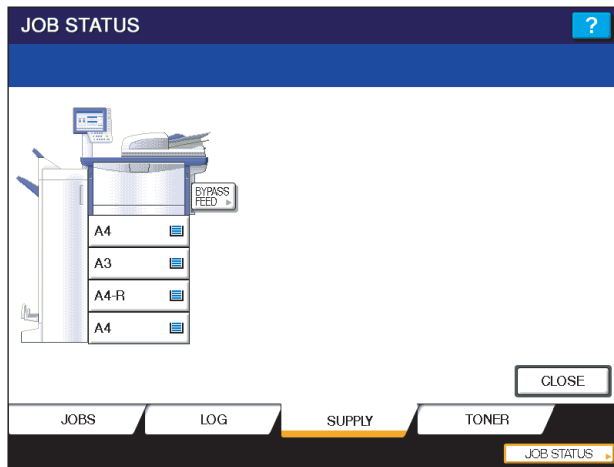 JOB STATUS
?
BYPASS
FEED
A4
A3
A4-R
A4
CLOSE
JOBS
LOG
SUPPLY
TONER
JOB STATUS